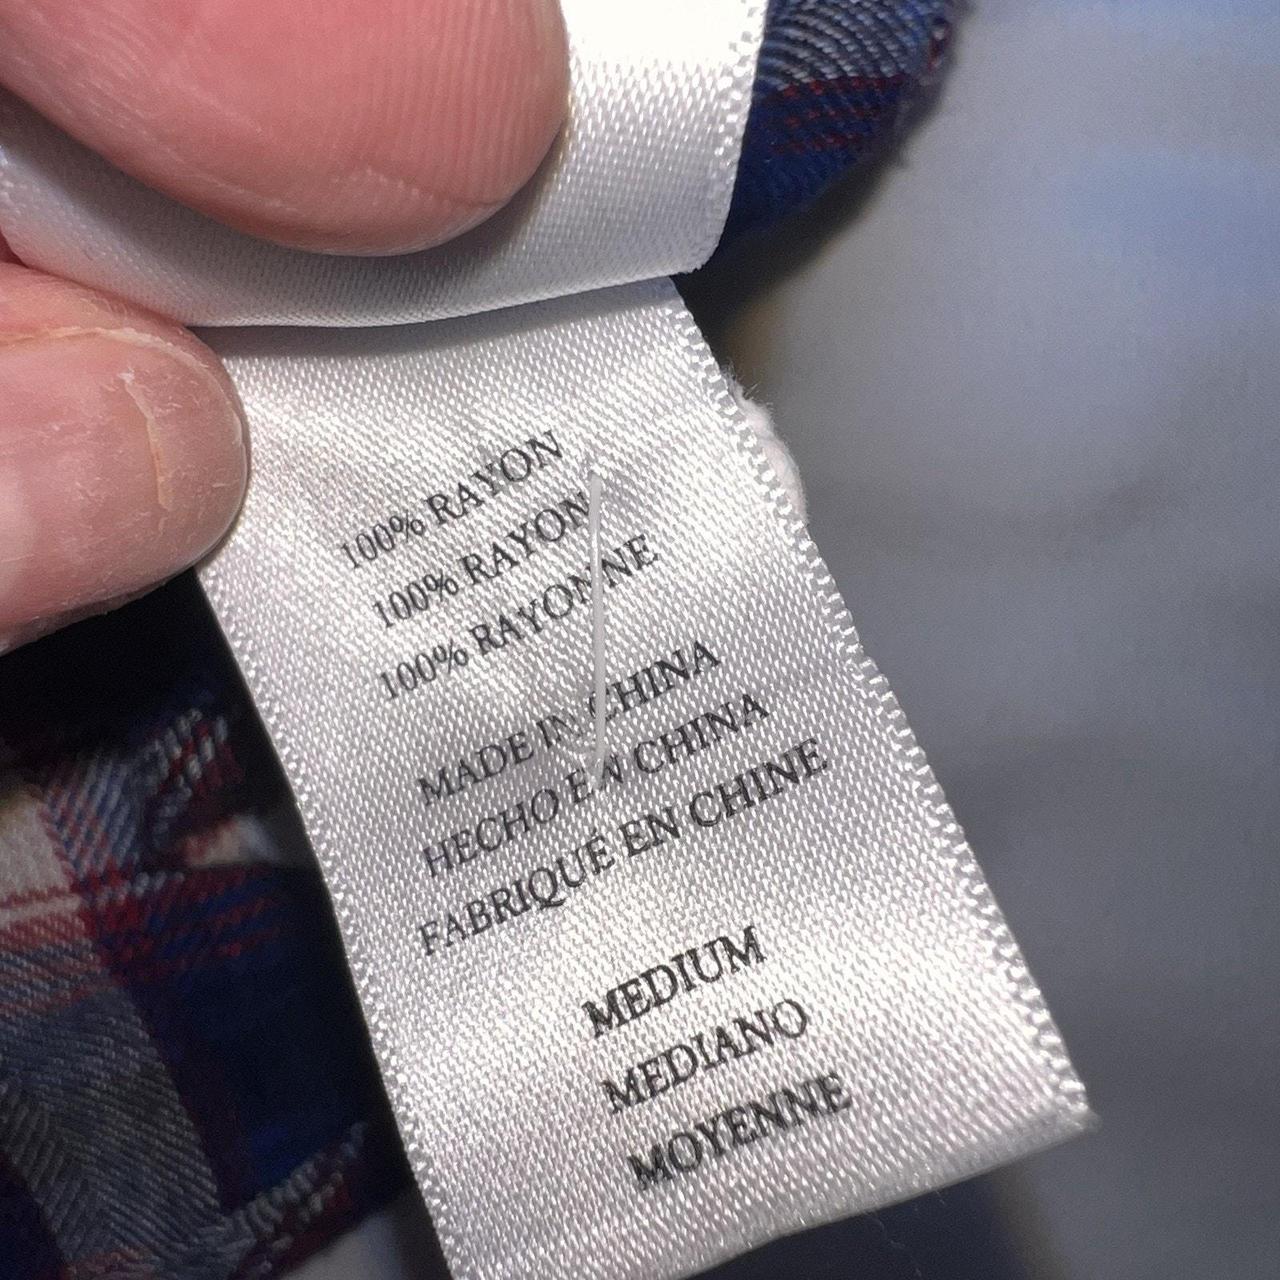 100% RAYON
100% RAYON
100% RAYONNE
MADE IN CHINA
HECHO EN CHINA
FABRIQUÉ EN CHINE
MEDIUM
MEDIANO
MOYENNE